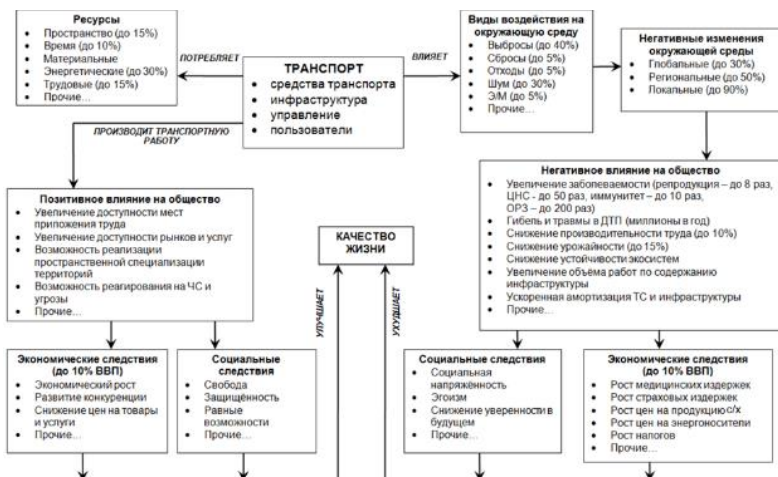 Ресурсы
• Пространство (до 15%)
• Время (до 10%)
• Материальные
• Энергетические (до 30%)
• Трудовые (до 15%)
• Прочие...
ПОТРЕБЛЯЕТ
ТРАНСПОРТ
• средства транспорта
• инфраструктура
• управление
• пользователи
ВЛИЯЕТ
Виды воздействия на
окружающую среду
• Выбросы (до 40%)
• Сбросы (до 5%)
• Отходы (до 5%)
• Шум (до 30%)
• Э/М (до 5%)
• Прочие...
Негативные изменения
окружающей среды
• Глобальные (до 30%)
• Региональные (до 50%)
• Локальные (до 90%)
ПРОИЗВОДИТ ТРАНСПОРТНУЮ
РАБОТУ
Позитивное влияние на общество
• Увеличение доступности мест
приложения труда
• Увеличение доступности рынков и услуг
• Возможность реализации
пространственной специализации
территорий
• Возможность реагирования на ЧС и
угрозы
• Прочие...
КАЧЕСТВО
ЖИЗНИ
УЛУЧШАЕТ
УХУДШАЕТ
Негативное влияние на общество
• Увеличение заболеваемости (репродукция – до 8 раз,
ЦНС - до 50 раз, иммунитет – до 10 раз,
ОРЗ – до 200 раз)
• Гибель и травмы в ДТП (миллионы в год)
• Снижение производительности труда (до 10%)
• Снижение урожайности (до 15%)
• Снижение устойчивости экосистем
• Увеличение объёма работ по содержанию
инфраструктуры
• Ускоренная амортизация ТС и инфраструктуры
• Прочие...
Экономические следствия
(до 10% ВВП)
• Экономический рост
• Развитие конкуренции
• Снижение цен на товары
и услуги
• Прочие...
Социальные
следствия
• Свобода
• Защищённость
• Равные
возможности
• Прочие...
Социальные следствия
• Социальная
напряжённость
• Эгоизм
• Снижение уверенности в
будущем
• Прочие...
Экономические следствия
(до 10% ВВП)
• Рост медицинских издержек
• Рост страховых издержек
• Рост цен на продукцию с/х
• Рост цен на энергоносители
• Рост налогов
• Прочие...